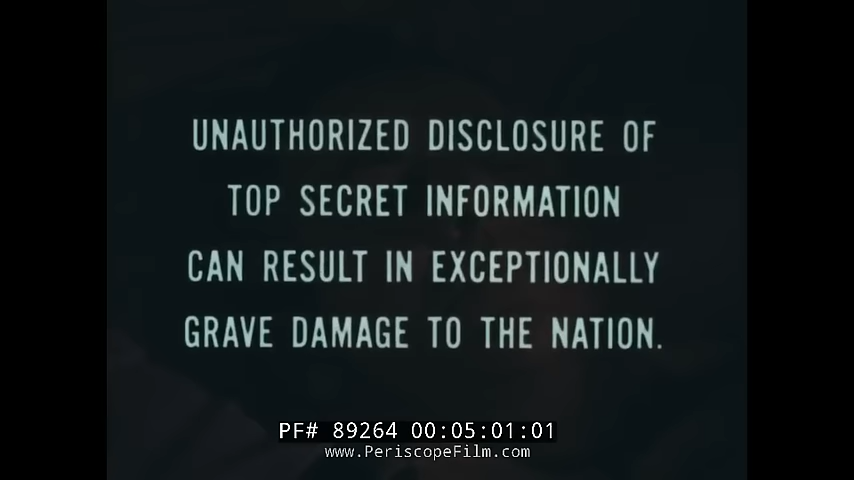 UNAUTHORIZED DISCLOSURE OF
TOP SECRET INFORMATION
CAN RESULT IN EXCEPTIONALLY
GRAVE DAMAGE TO THE NATION.
PF# 89264 00:05:01:01
www.PeriscopeFilm.com